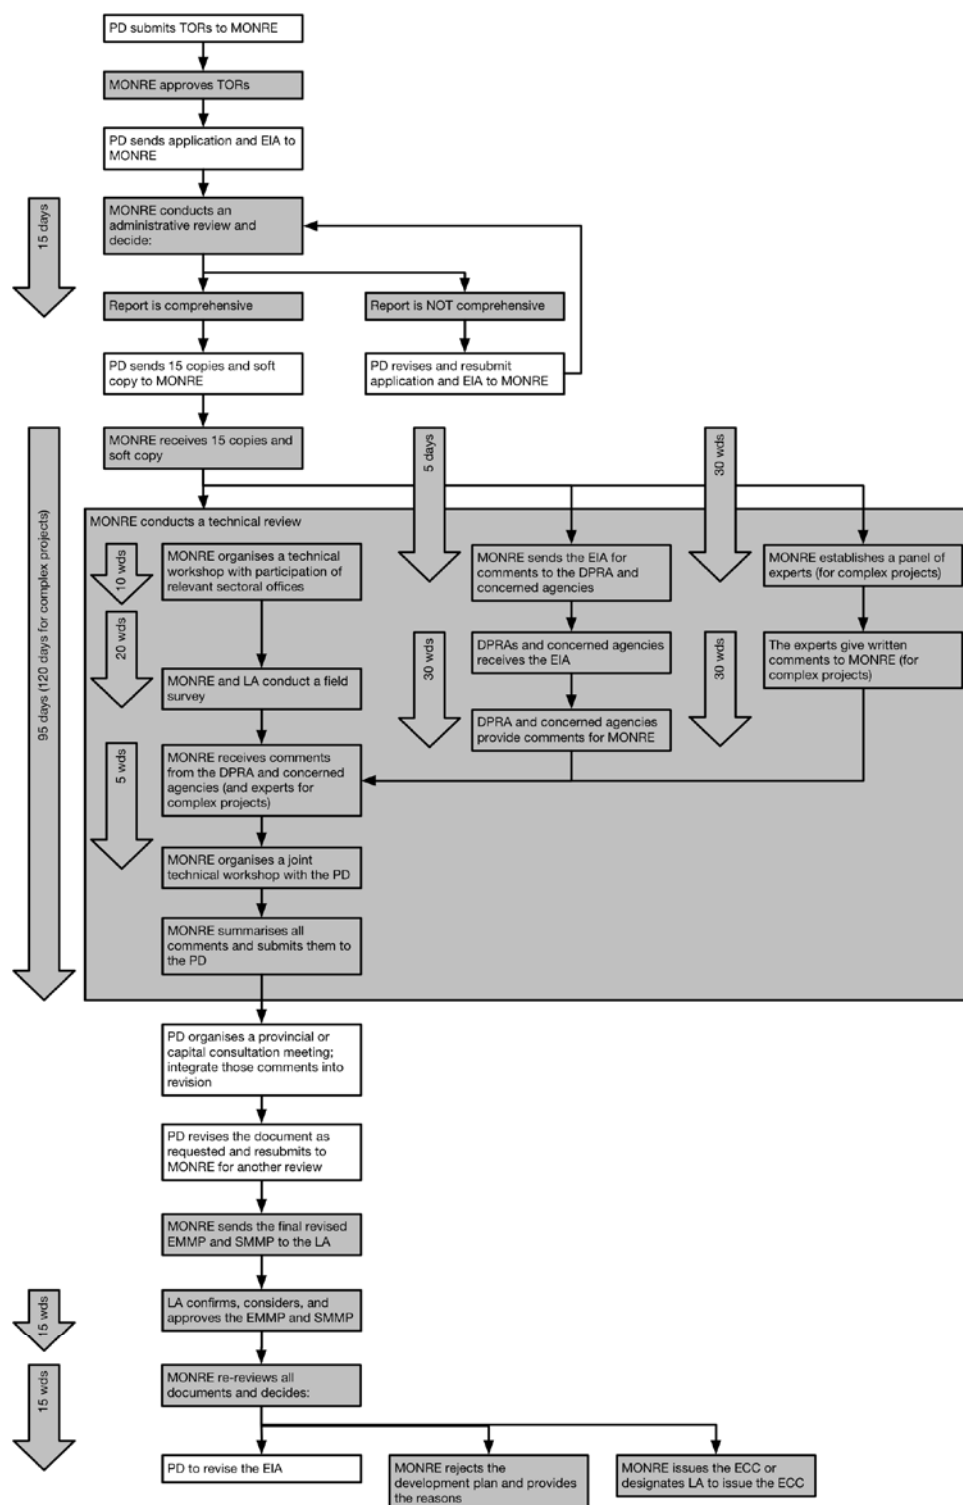 PD submits TORs to MONRE
MONRE approves TORs
PD sends application and EIA to
MONRE
15 days
MONRE conducts an
administrative review and
decide:
Report is comprehensive
Report is NOT comprehensive
PD sends 15 copies and soft
copy to MONRE
PD revises and resubmit
application and EIA to MONRE
95 days (120 days for complex projects)
MONRE receives 15 copies and
soft copy
5 days
30 wds
MONRE conducts a technical review
10 wds
MONRE organises a technical
workshop with participation of
relevant sectoral offices
MONRE sends the EIA for
comments to the DPRA and
concerned agencies
MONRE establishes a panel of
experts (for complex projects)
20 wds
30 wds
DPRAs and concerned agencies
receives the EIA
30 wds
The experts give written
comments to MONRE (for
complex projects)
MONRE and LA conduct a field
survey
DPRA and concerned agencies
provide comments for MONRE
5 wds
MONRE receives comments
from the DPRA and concerned
agencies (and experts for
complex projects)
MONRE organises a joint
technical workshop with the PD
MONRE summarises all
comments and submits them to
the PD
PD organises a provincial or
capital consultation meeting;
integrate those comments into
revision
PD revises the document as
requested and resubmits to
MONRE for another review
MONRE sends the final revised
EMMP and SMMP to the LA
15 wds
LA confirms, considers, and
approves the EMMP and SMMP
15 wds
MONRE re-reviews all
documents and decides:
PD to revise the EIA
MONRE rejects the
development plan and provides
the reasons
MONRE issues the ECC or
designates LA to issue the ECC